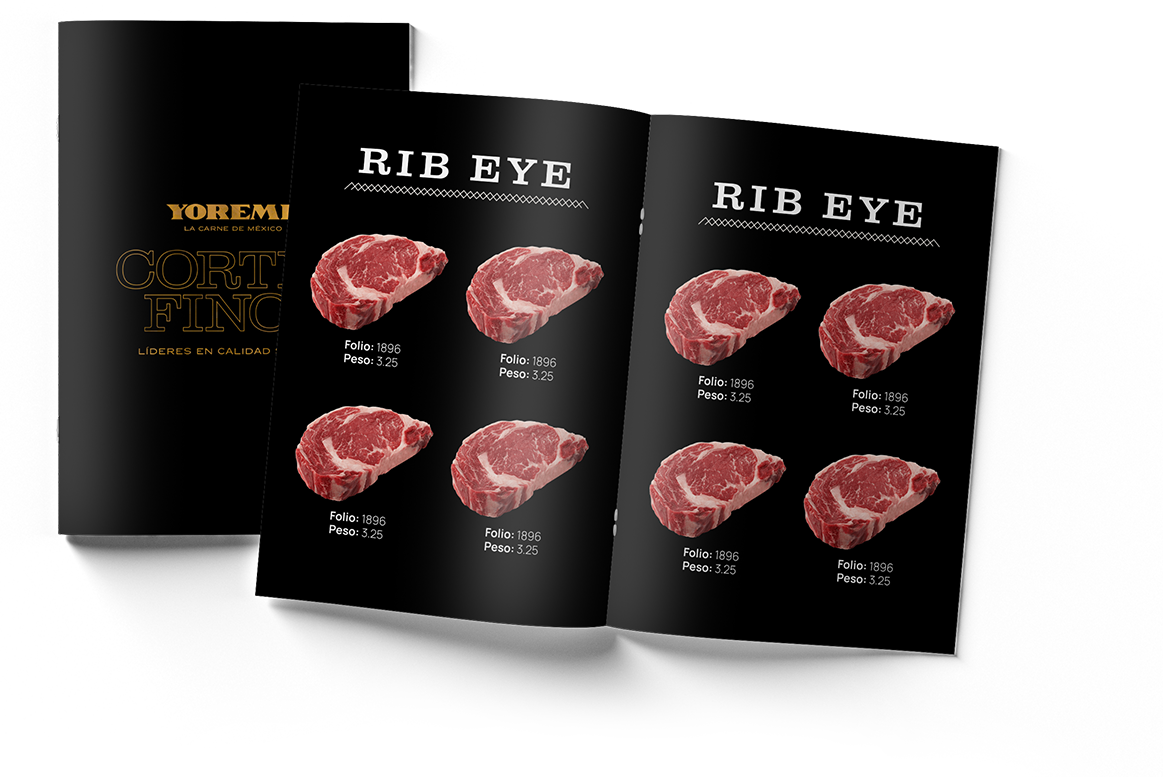 YOREM
LA CARNE DE MÉXICO
CORT
FINO
LÍDERES EN CALIDAD
RIB EYE
Folio: 1896
Peso: 3.25
Folio: 1896
Peso: 3.25
Folio: 1896
Peso: 3.25
Folio: 1896
Peso: 3.25
RIB EYE
Folio: 1896
Peso: 3.25
Folio: 1896
Peso: 3.25
Folio: 1896
Peso: 3.25
Folio: 1896
Peso: 3.25